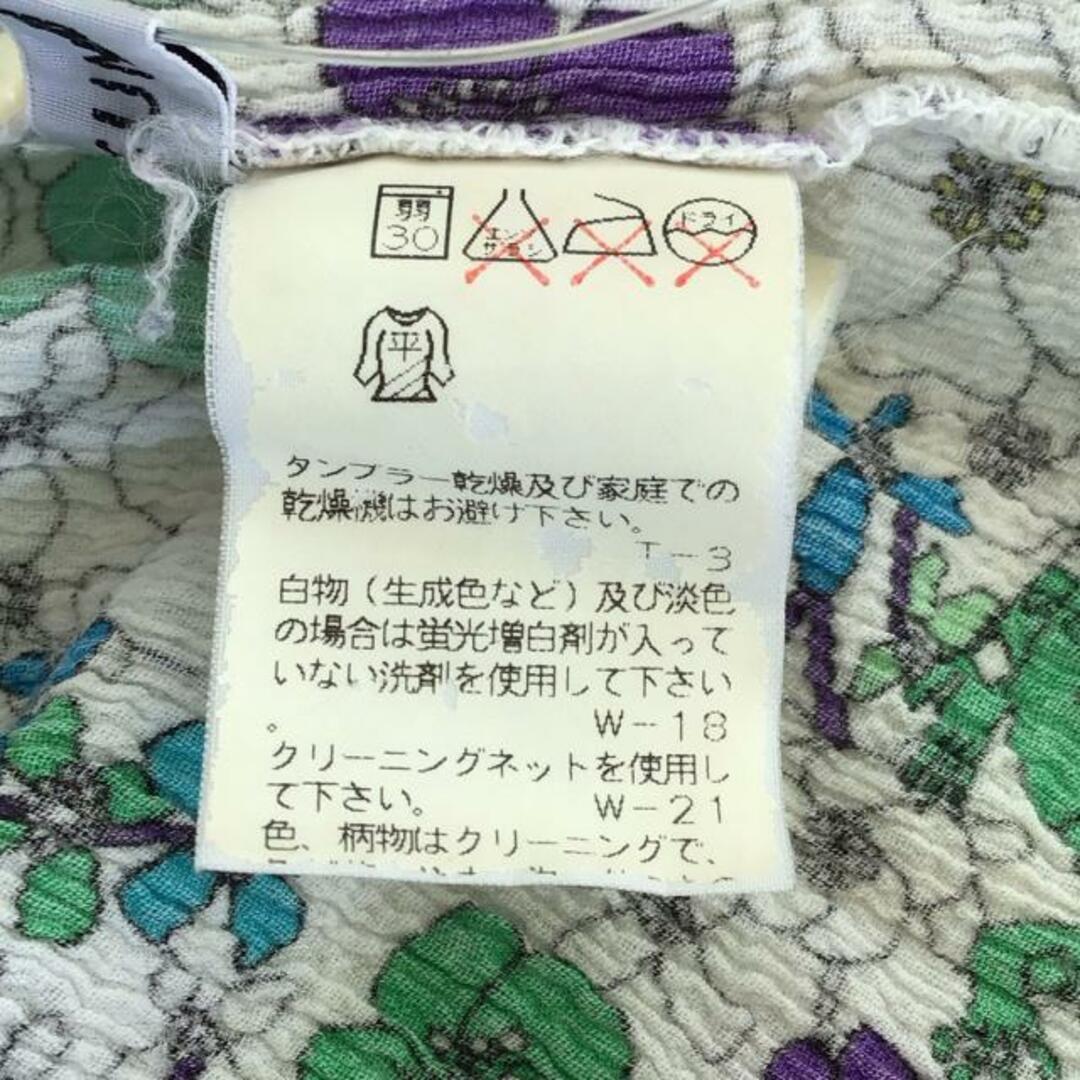 弱
30
エンソサラシ
ドライ
平
タンブラー乾燥及び家庭での
乾燥機はお避け下さい。
T-3
白物（生成色など）及び淡色
の場合は蛍光増白剤が入って
いない洗剤を使用して下さい
。 W-18
クリーニングネットを使用し
て下さい。 W-21
色、柄物はクリーニングで、